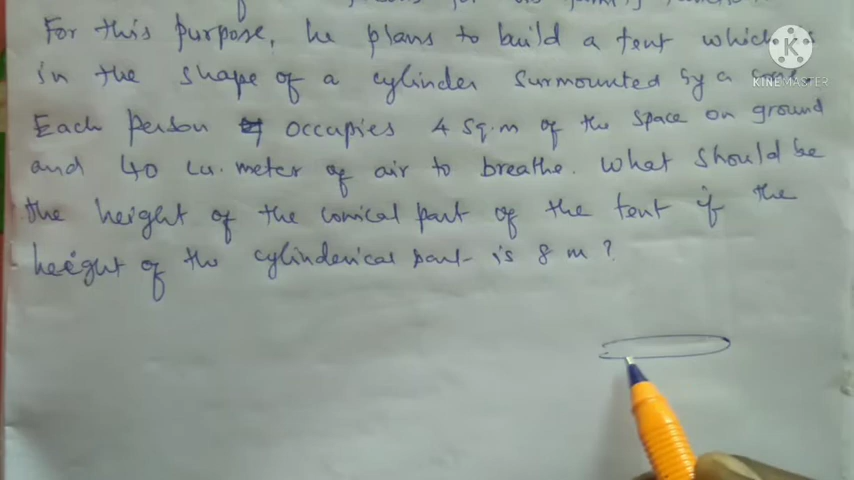 For this purpose, he plans to build a tent which is
in the shape of a cylinder surmounted by a
Each person occupies 4 sq.m of the space on ground
and 40 cu. meter of air to breathe. What should be
the height of the conical part of the tent if the
height of the cylinderical part is 8 m?
K
KINEMASTER